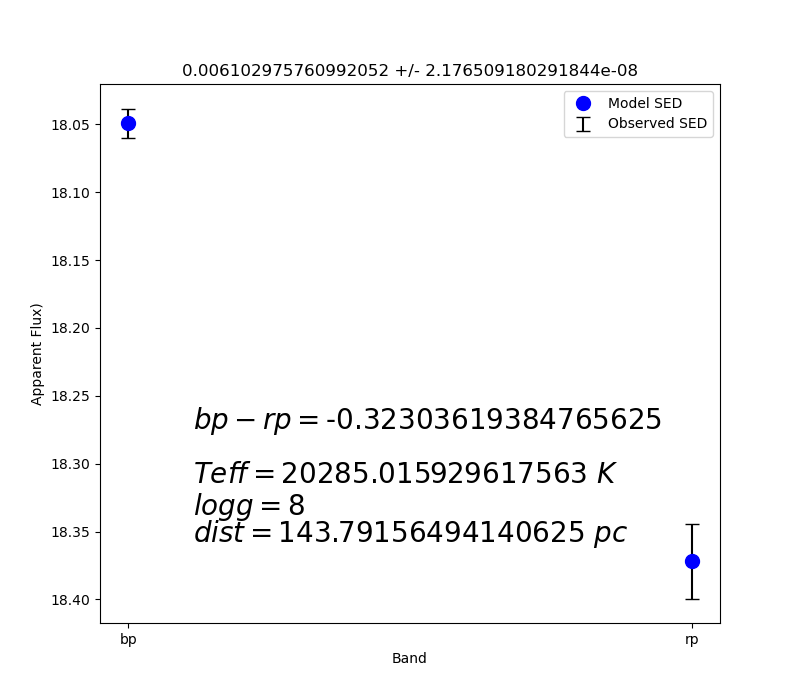 0.006102975760992052 +/- 2.176509180291844e-08
Model SED
Observed SED
18.05
18.10
18.15
18.20
18.25
18.30
18.35
18.40
Apparent Flux)
bp − rp = -0.32303619384765625
Teff = 20285.015929617563 K
logg = 8
dist = 143.79156494140625 pc
bp
rp
Band